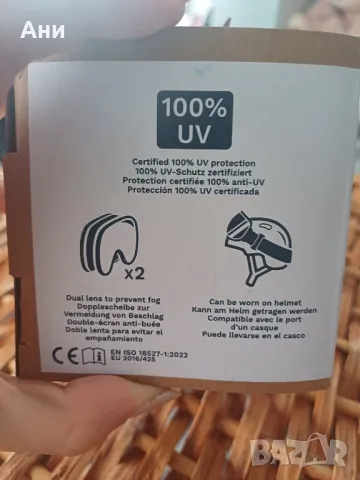 Ани
100%
UV
Certified 100% UV protection
100% UV-Schutz zertifiziert
Protection certifiée 100% anti-UV
Protección 100% UV certificada
x2
Dual lens to prevent fog
Doppelscheibe zur
Vermeidung von Beschlag
Double-écran anti-buée
Doble lente para evitar el
empañamiento
Can be worn on helmet
Kann am Helm getragen werden
Compatible avec le port
d'un casque
Puede llevarse en el casco
CE i EN ISO 18527-1:2022
EU 2016/425
BAZAR
bg